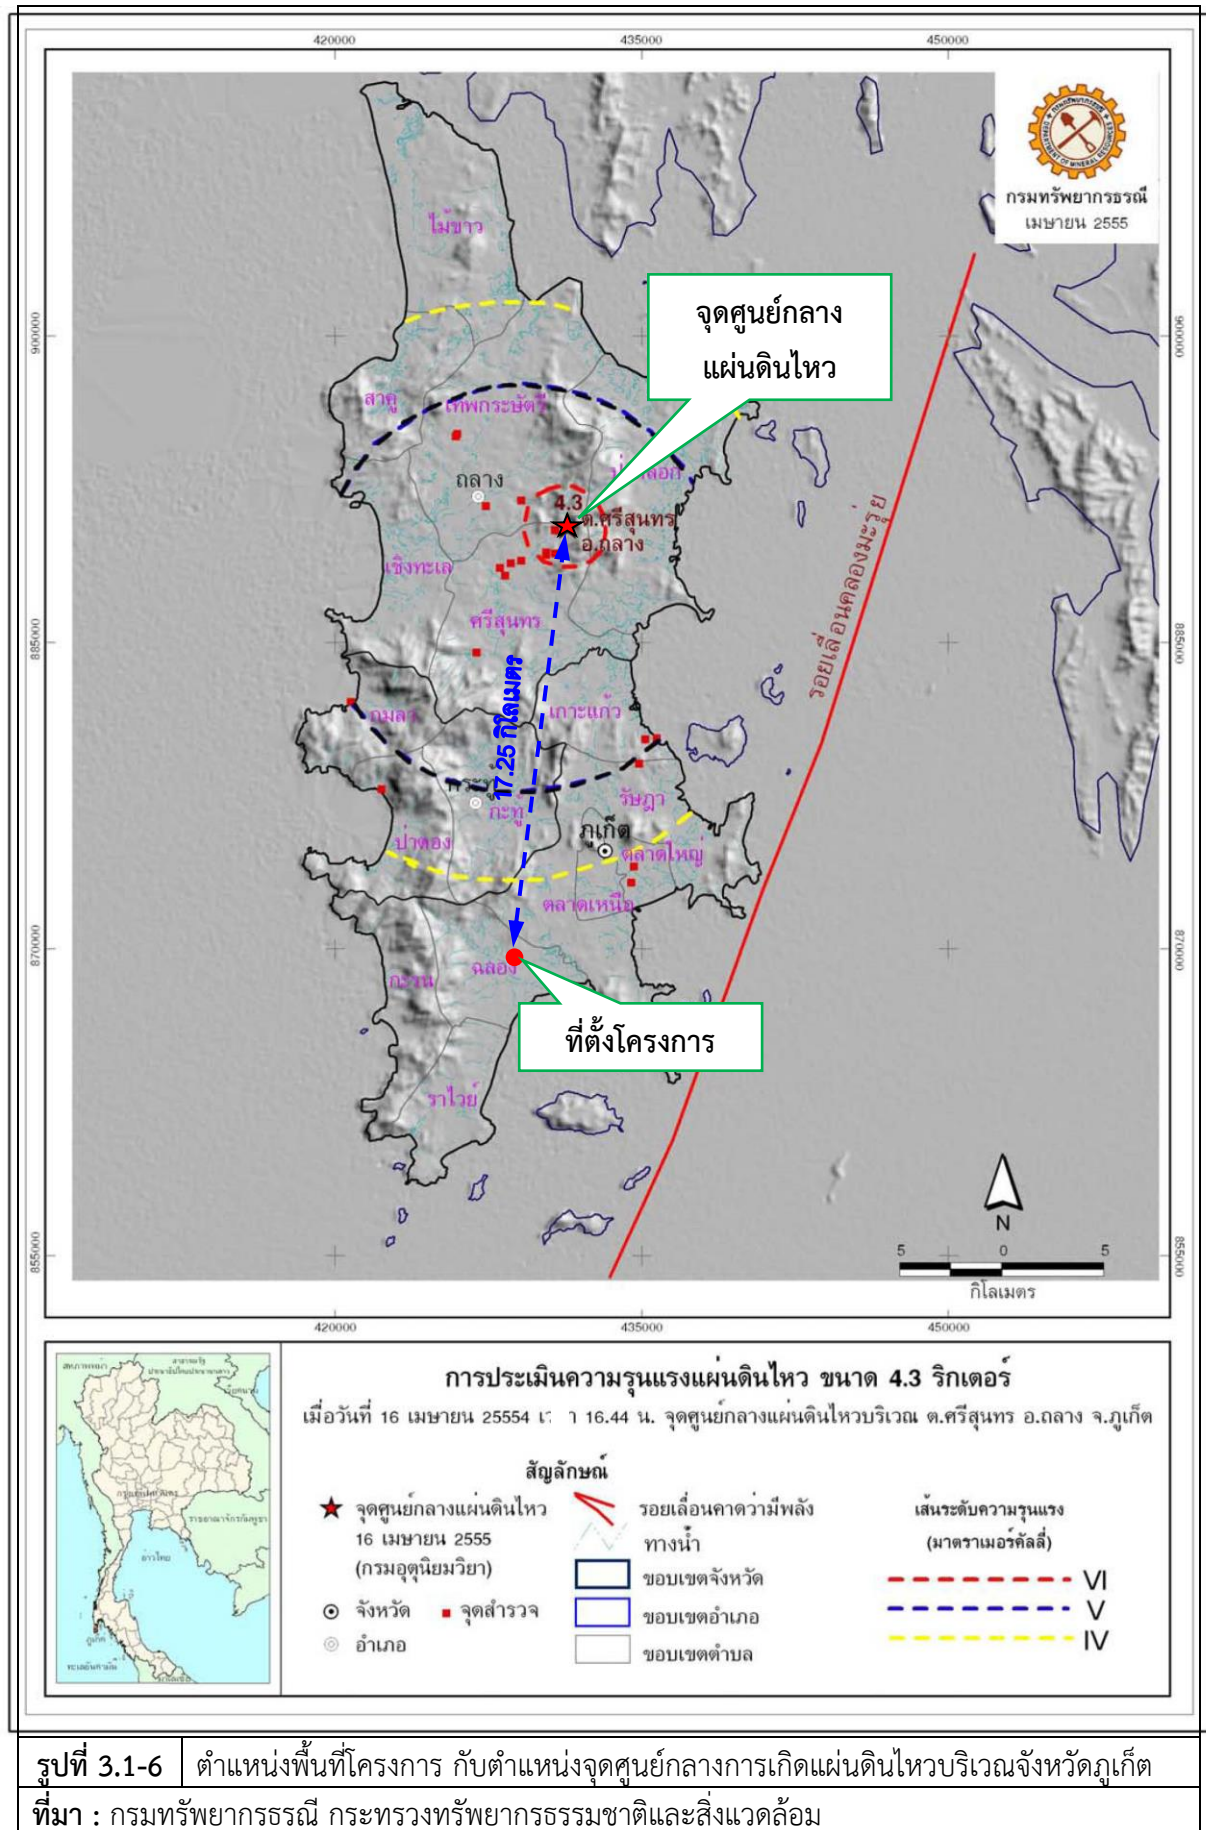 420000 435000 450000
กรมทรัพยากรธรณี
เมษายน 2555
ไม้ขาว
จุดศูนย์กลาง
แผ่นดินไหว
900000 900000
สาคู
เทพกระษัตรี
ถลาง
4.3
ต.ศรีสุนทร
อ.ถลาง
เชิงทะเล
ศรีสุนทร
885000 885000
รอยเลื่อนคลองมะรุ่ย
17.25 กิโลเมตร
เกาะแก้ว
กมลา
กะทู้
รัษฎา
ป่าตอง
ภูเก็ต
ตลาดใหญ่
ตลาดเหนือ
870000 870000
ฉลอง
กะรน
ที่ตั้งโครงการ
ราไวย์
N
855000 855000
5 0 5
กิโลเมตร
420000 435000 450000
การประเมินความรุนแรงแผ่นดินไหว ขนาด 4.3 ริกเตอร์
เมื่อวันที่ 16 เมษายน 25554 16.44 น. จุดศูนย์กลางแผ่นดินไหวบริเวณ ต.ศรีสุนทร อ.ถลาง จ.ภูเก็ต
สัญลักษณ์
จุดศูนย์กลางแผ่นดินไหว
16 เมษายน 2555
(กรมอุตุนิยมวิยา)
จังหวัด จุดสำรวจ
อำเภอ
รอยเลื่อนคาดว่ามีพลัง
ทางน้ำ
ขอบเขตจังหวัด
ขอบเขตอำเภอ
ขอบเขตตำบล
เส้นระดับความรุนแรง
(มาตราเมอร์คัลลี่)
VI
V
IV
อ่าวไทย
ภูเก็ต
รูปที่ 3.1-6 ตำแหน่งพื้นที่โครงการ กับตำแหน่งจุดศูนย์กลางการเกิดแผ่นดินไหวบริเวณจังหวัดภูเก็ต
ที่มา : กรมทรัพยากรธรณี กระทรวงทรัพยากรธรรมชาติและสิ่งแวดล้อม